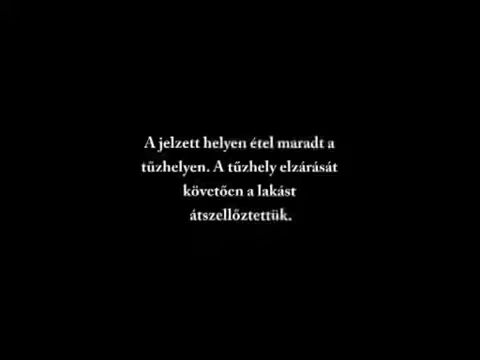 A jelzett helyen étel maradt a
tűzhelyen. A tűzhely elzárását
követően a lakást
átszellőztettük.